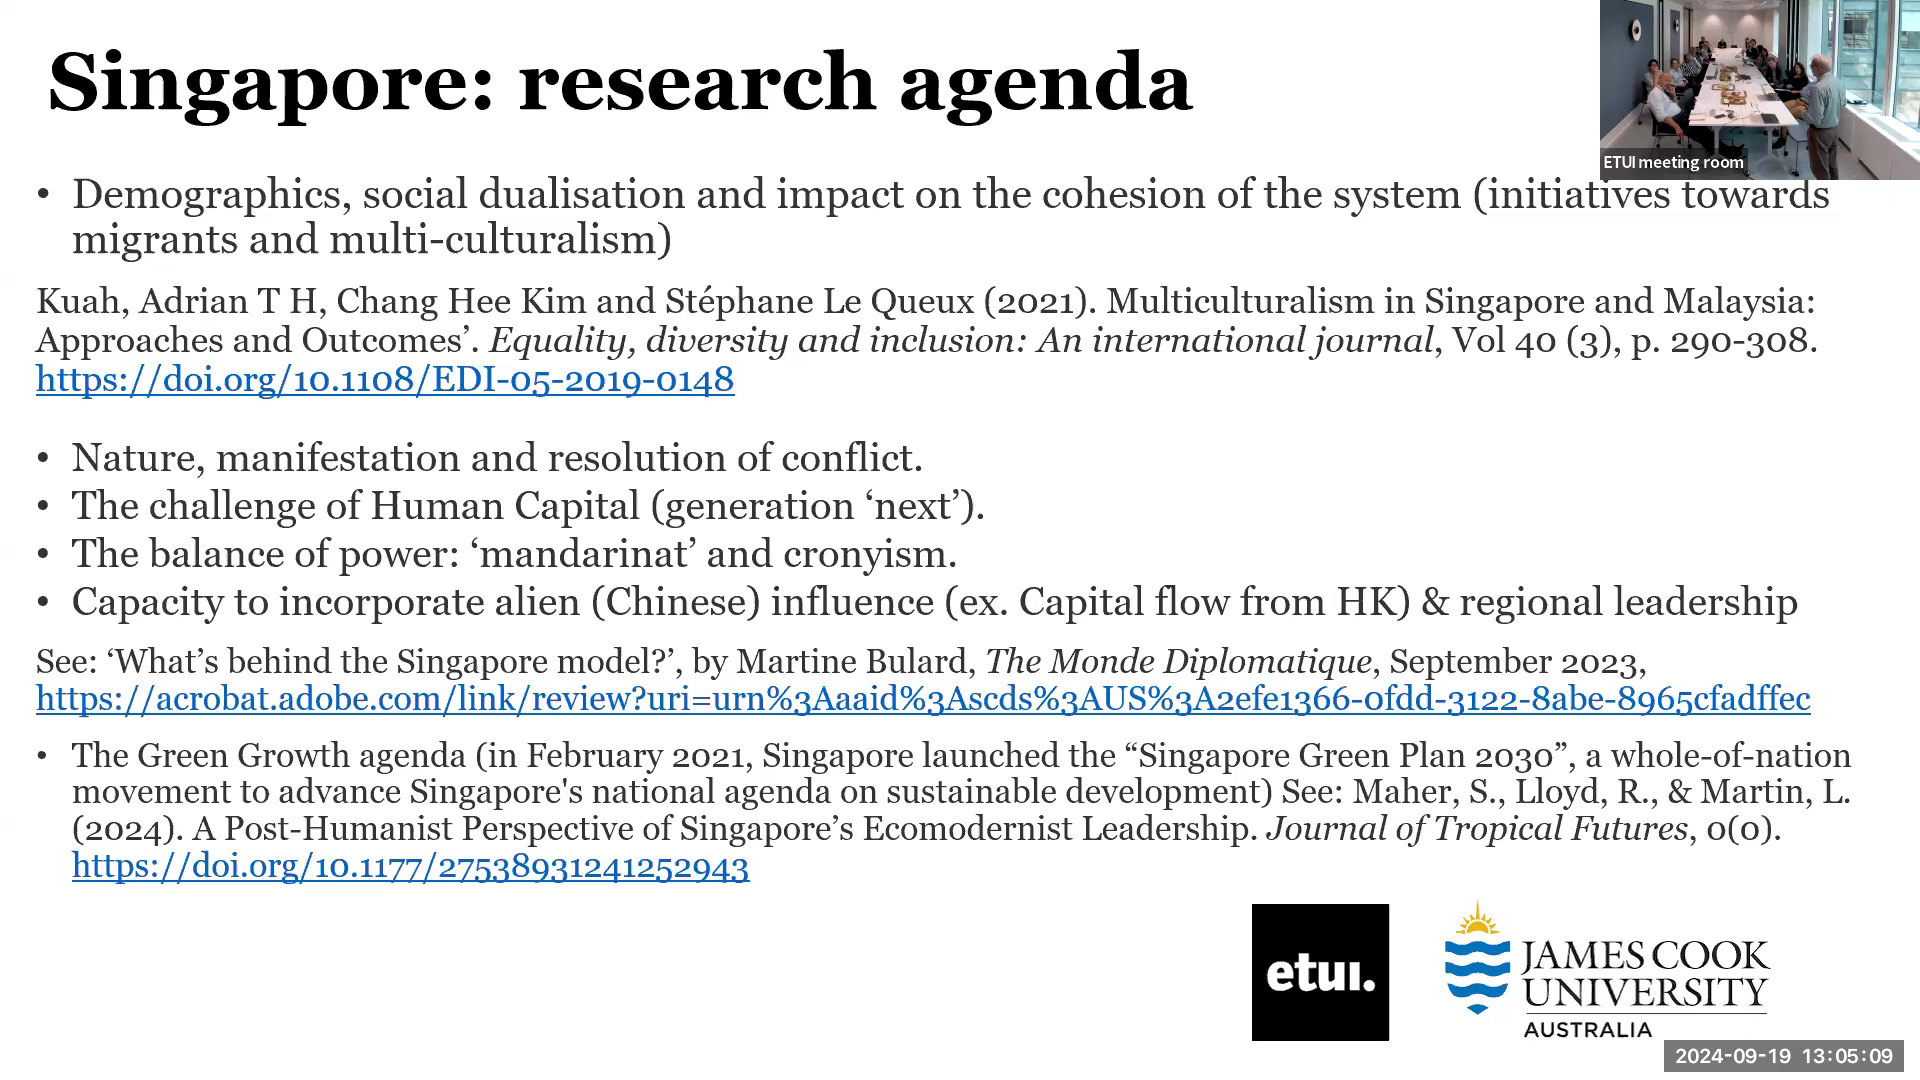 Singapore: research agenda
ETUI meeting room
• Demographics, social dualisation and impact on the cohesion of the system (initiatives towards
migrants and multi-culturalism)
Kuah, Adrian T H, Chang Hee Kim and Stéphane Le Queux (2021). Multiculturalism in Singapore and Malaysia:
Approaches and Outcomes’. Equality, diversity and inclusion: An international journal, Vol 40 (3), p. 290-308.
https://doi.org/10.1108/EDI-05-2019-0148
• Nature, manifestation and resolution of conflict.
• The challenge of Human Capital (generation ‘next’).
• The balance of power: ‘mandarinat’ and cronyism.
• Capacity to incorporate alien (Chinese) influence (ex. Capital flow from HK) & regional leadership
See: ‘What’s behind the Singapore model?’, by Martine Bulard, The Monde Diplomatique, September 2023,
https://acrobat.adobe.com/link/review?uri=urn%3Aaaid%3Ascds%3AUS%3A2efe1366-0fdd-3122-8abe-8965cfadffec
• The Green Growth agenda (in February 2021, Singapore launched the “Singapore Green Plan 2030”, a whole-of-nation
movement to advance Singapore's national agenda on sustainable development) See: Maher, S., Lloyd, R., & Martin, L.
(2024). A Post-Humanist Perspective of Singapore’s Ecomodernist Leadership. Journal of Tropical Futures, 0(0).
https://doi.org/10.1177/27538931241252943
etui.
JAMES COOK
UNIVERSITY
AUSTRALIA
2024-09-19 13:05:09